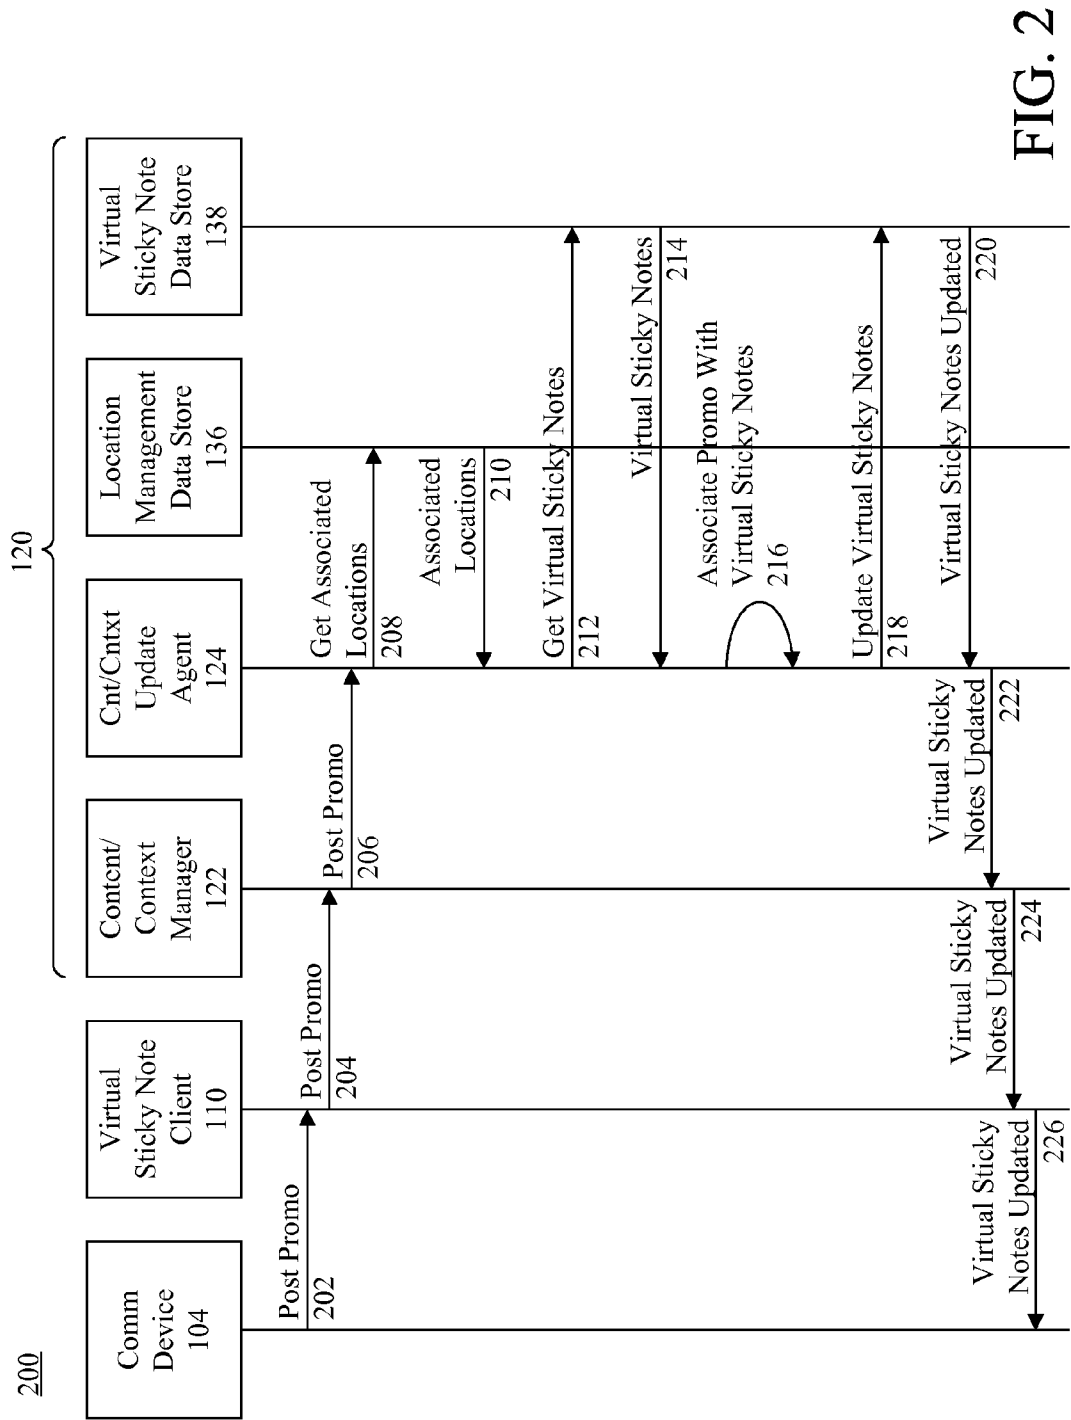 200
120
Comm
Device
104
Virtual
Sticky Note
Client
110
Content/
Context
Manager
122
Cnt/Cntxt
Update
Agent
124
Location
Management
Data Store
136
Virtual
Sticky Note
Data Store
138
Post Promo
202
Post Promo
204
Post Promo
206
Get Associated
Locations
208
Associated
Locations
210
Get Virtual Sticky Notes
212
Virtual Sticky Notes
214
Associate Promo With
Virtual Sticky Notes
216
Update Virtual Sticky Notes
218
Virtual Sticky Notes Updated
220
Virtual Sticky
Notes Updated
222
Virtual Sticky
Notes Updated
224
Virtual Sticky
Notes Updated
226
FIG. 2